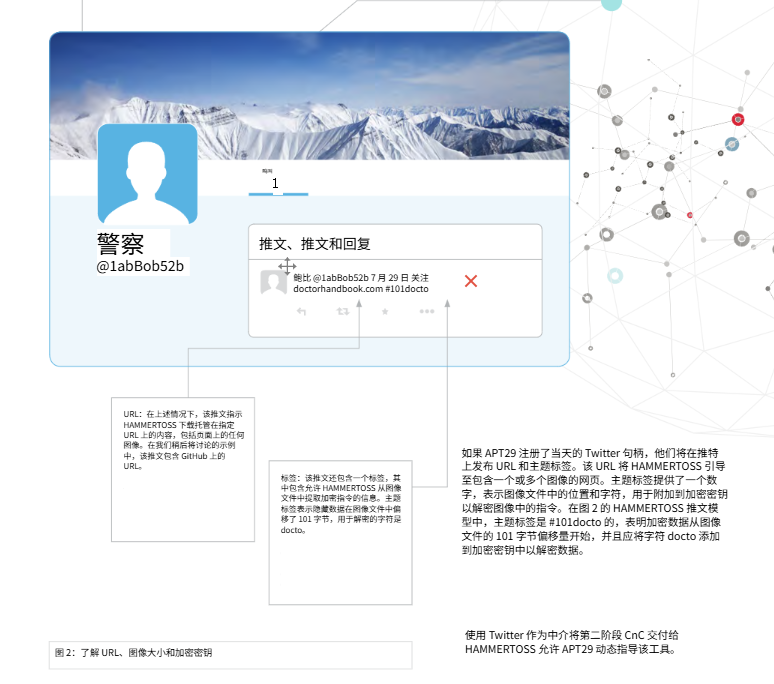 鸣叫
1
警察
@1abBob52b
推文、推文和回复
鲍比 @1abBob52b 7 月 29 日 关注
doctorhandbook.com #101docto
URL：在上述情况下，该推文指示
HAMMERTOSS 下载托管在指定
URL 上的内容，包括页面上的任何
图像。在我们稍后将讨论的示例
中，该推文包含 GitHub 上的
URL。
标签：该推文还包含一个标签，其
中包含允许 HAMMERTOSS 从图像
文件中提取加密指令的信息。主题
标签表示隐藏数据在图像文件中偏
移了 101 字节，用于解密的字符是
docto。
如果 APT29 注册了当天的 Twitter 句柄，他们将在推特
上发布 URL 和主题标签。该 URL 将 HAMMERTOSS 引导
至包含一个或多个图像的网页。主题标签提供了一个数
字，表示图像文件中的位置和字符，用于附加到加密密钥
以解密图像中的指令。在图 2 的 HAMMERTOSS 推文模
型中，主题标签是 #101docto 的，表明加密数据从图像
文件的 101 字节偏移量开始，并且应将字符 docto 添加
到加密密钥中以解密数据。
使用 Twitter 作为中介将第二阶段 CnC 交付给
HAMMERTOSS 允许 APT29 动态指导该工具。
图 2：了解 URL、图像大小和加密密钥